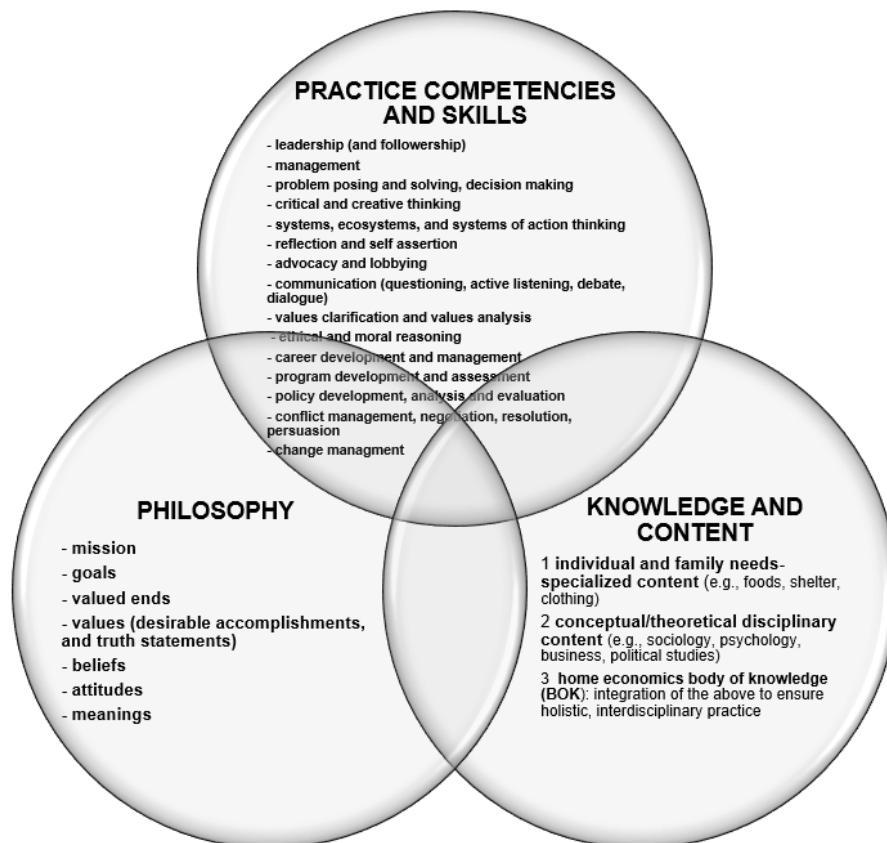 PRACTICE COMPETENCIES
AND SKILLS
- leadership (and followership)
- management
- problem posing and solving, decision making
- critical and creative thinking
- systems, ecosystems, and systems of action thinking
- reflection and self assertion
- advocacy and lobbying
- communication (questioning, active listening, debate,
dialogue)
- values clarification and values analysis
- ethical and moral reasoning
- career development and management
- program development and assessment
- policy development, analysis and evaluation
- conflict management, negotiation, resolution,
persuasion
- change managment
PHILOSOPHY
- mission
- goals
- valued ends
- values (desirable accomplishments,
and truth statements)
- beliefs
- attitudes
- meanings
KNOWLEDGE AND
CONTENT
1 individual and family needs-
specialized content (e.g., foods, shelter,
clothing)
2 conceptual/theoretical disciplinary
content (e.g., sociology, psychology,
business, political studies)
3 home economics body of knowledge
(BOK): integration of the above to ensure
holistic, interdisciplinary practice